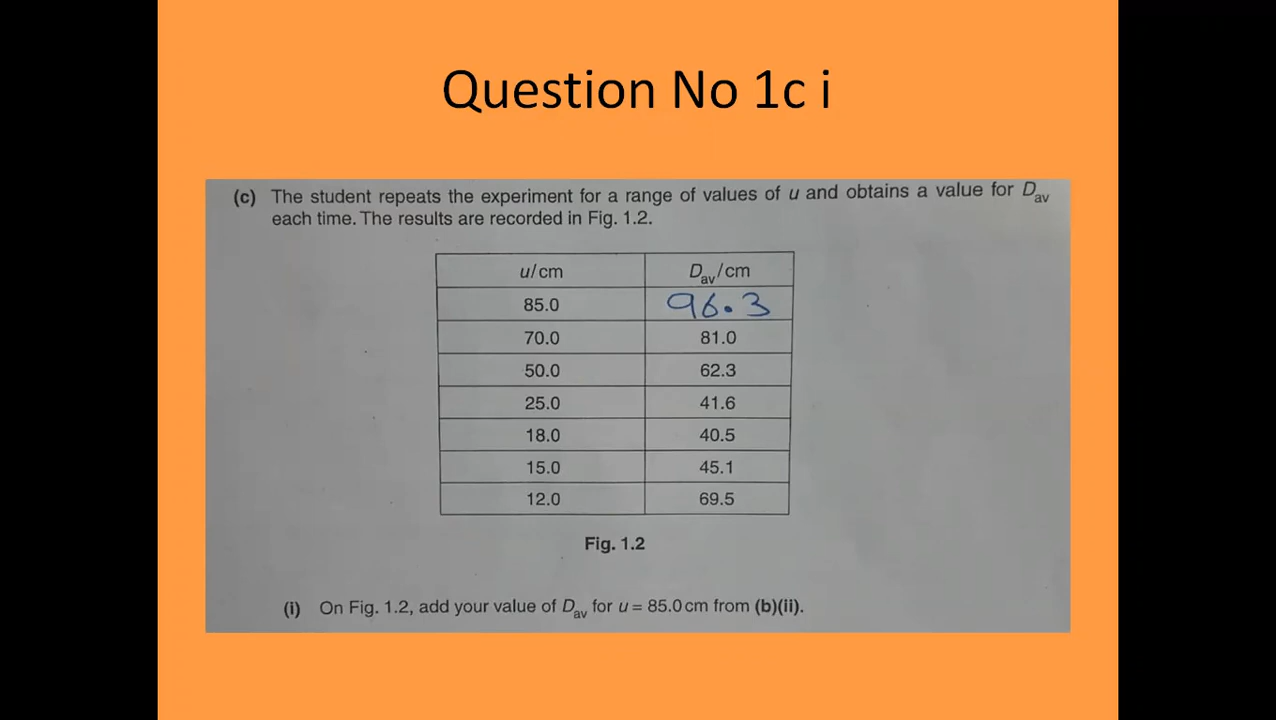 Question No 1c i
(c) The student repeats the experiment for a range of values of u and obtains a value for Dav
each time. The results are recorded in Fig. 1.2.
u/cm Dav/cm
85.0 96.3
70.0 81.0
50.0 62.3
25.0 41.6
18.0 40.5
15.0 45.1
12.0 69.5
Fig. 1.2
(i) On Fig. 1.2, add your value of Dav for u = 85.0 cm from (b)(ii).